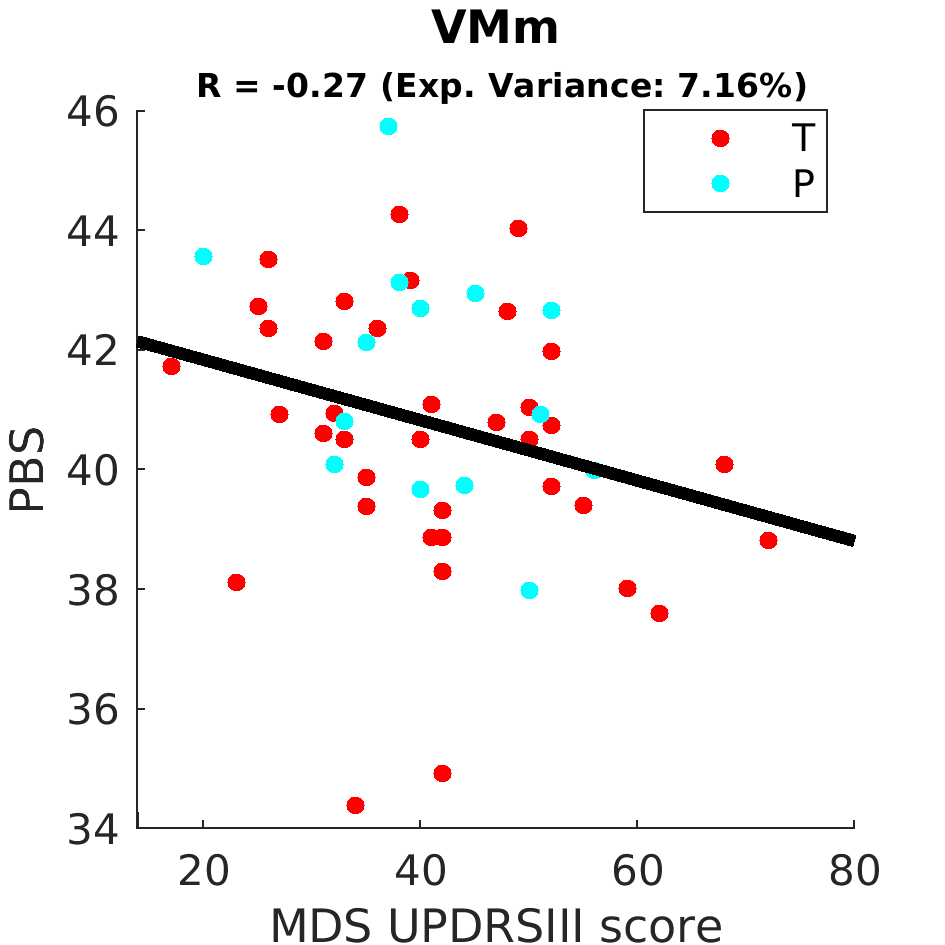 VMm
R = -0.27 (Exp. Variance: 7.16%)
T
P
46
44
42
40
38
36
34
PBS
20 40 60 80
MDS UPDRSIII score